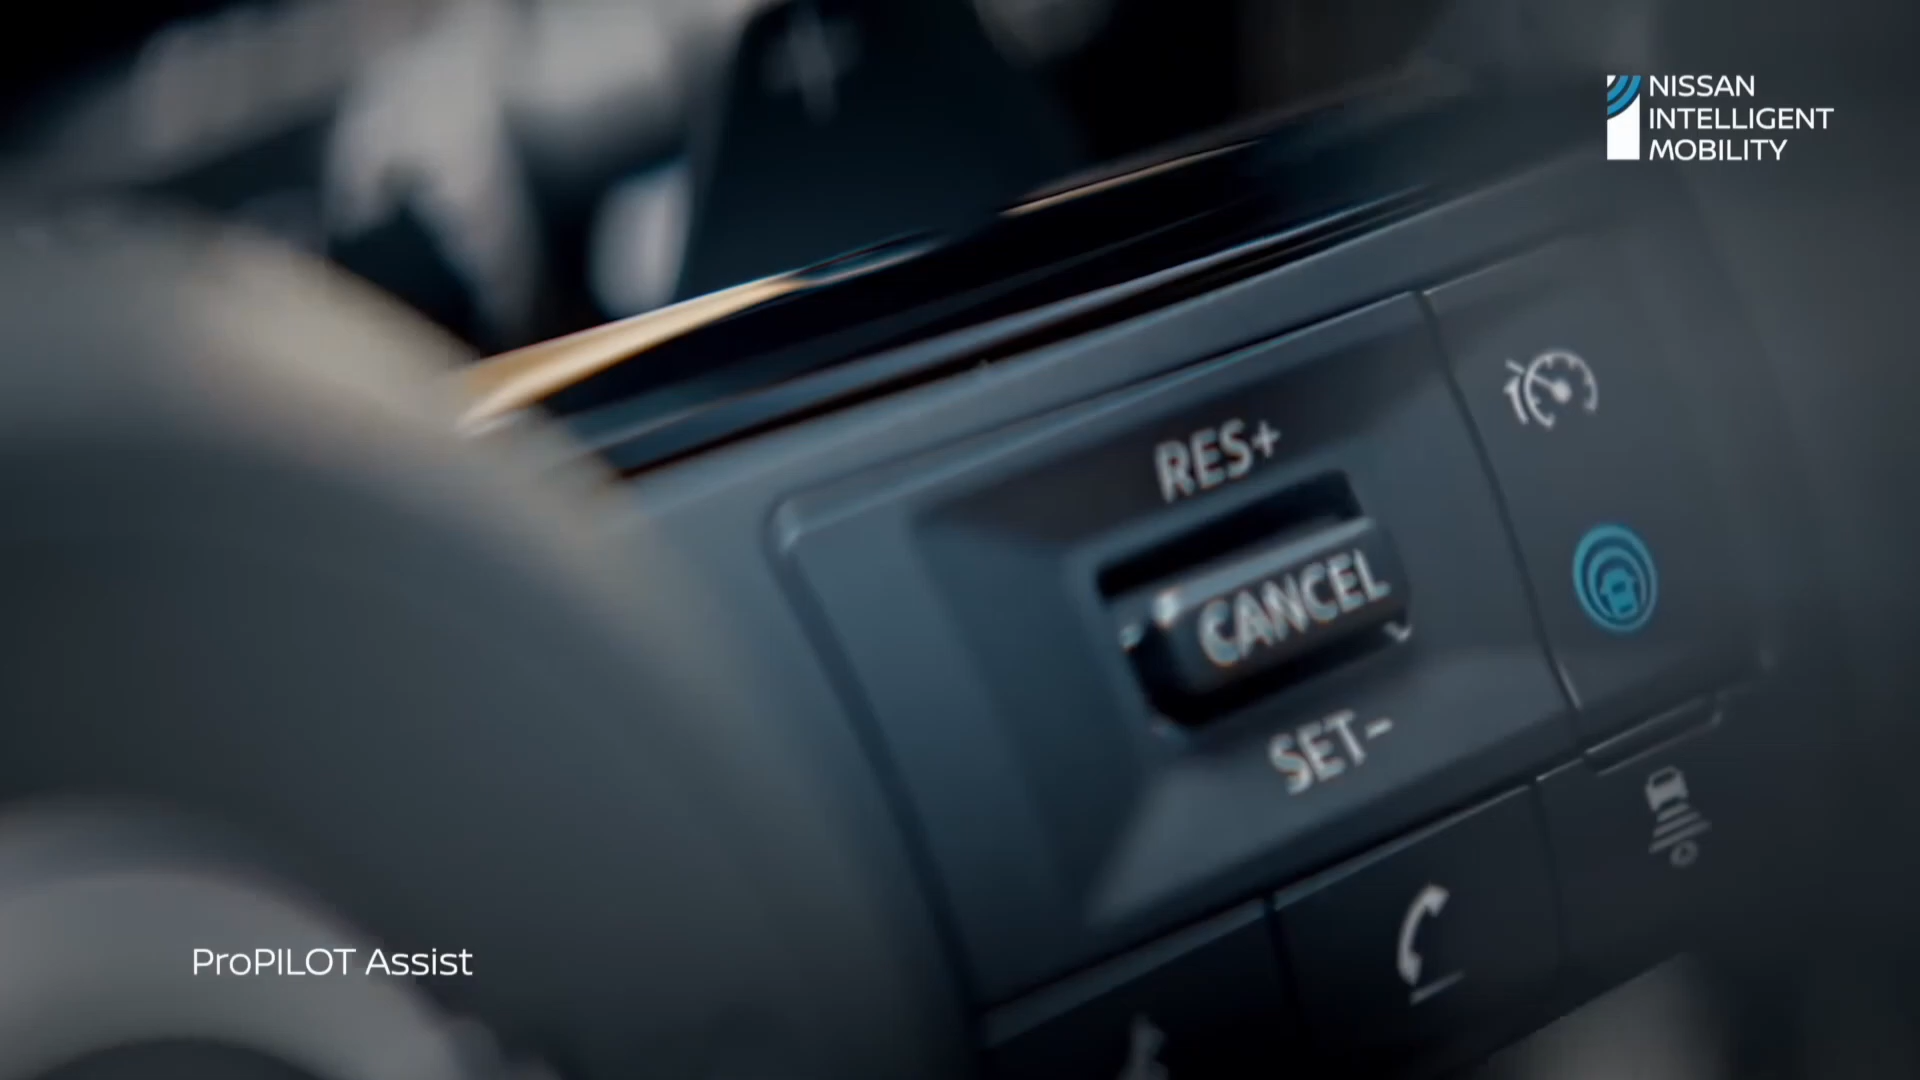 NISSAN
INTELLIGENT
MOBILITY
RES+
CANCEL
SET-
ProPILOT Assist